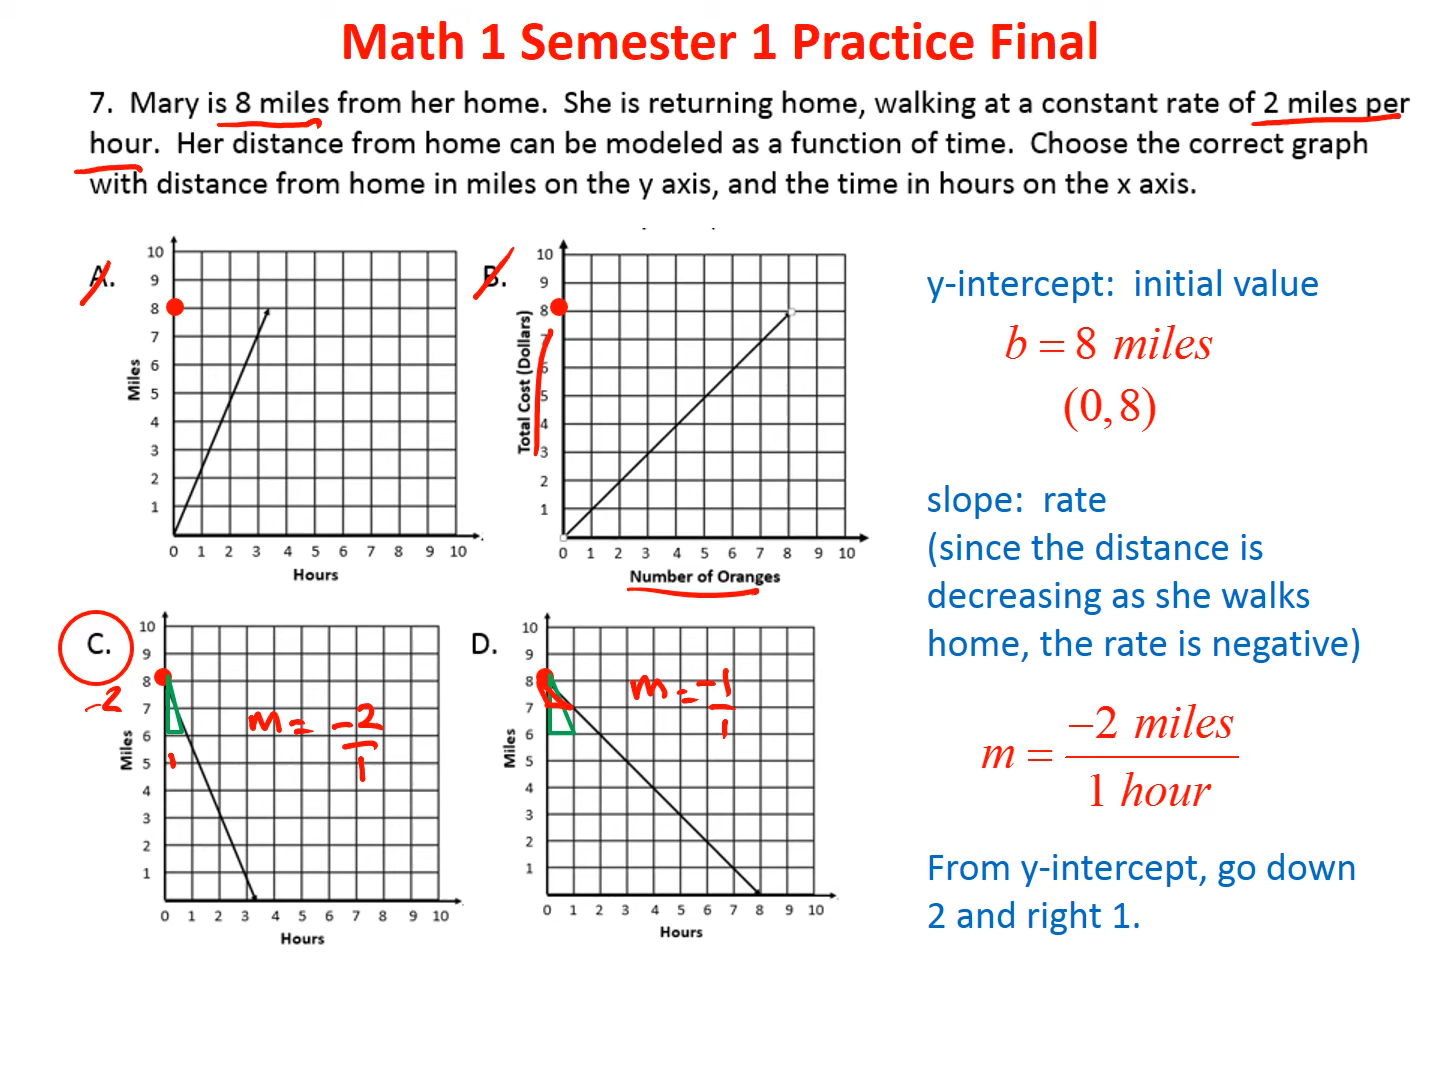 Math 1 Semester 1 Practice Final
7. Mary is 8 miles from her home. She is returning home, walking at a constant rate of 2 miles per
hour. Her distance from home can be modeled as a function of time. Choose the correct graph
with distance from home in miles on the y axis, and the time in hours on the x axis.
A.
10
9
8
7
6
5
4
3
2
1
Miles
0 1 2 3 4 5 6 7 8 9 10
Hours
B.
10
9
8
7
6
5
4
3
2
1
Total Cost (Dollars)
0 1 2 3 4 5 6 7 8 9 10
Number of Oranges
C.
-2
10
9
8
7
6
5
4
3
2
1
Miles
1
m = -2
1
0 1 2 3 4 5 6 7 8 9 10
Hours
D.
10
9
8
7
6
5
4
3
2
1
Miles
m = -1
1
0 1 2 3 4 5 6 7 8 9 10
Hours
y-intercept: initial value
b = 8 miles
(0,8)
slope: rate
(since the distance is
decreasing as she walks
home, the rate is negative)
m = −2 miles
1 hour
From y-intercept, go down
2 and right 1.